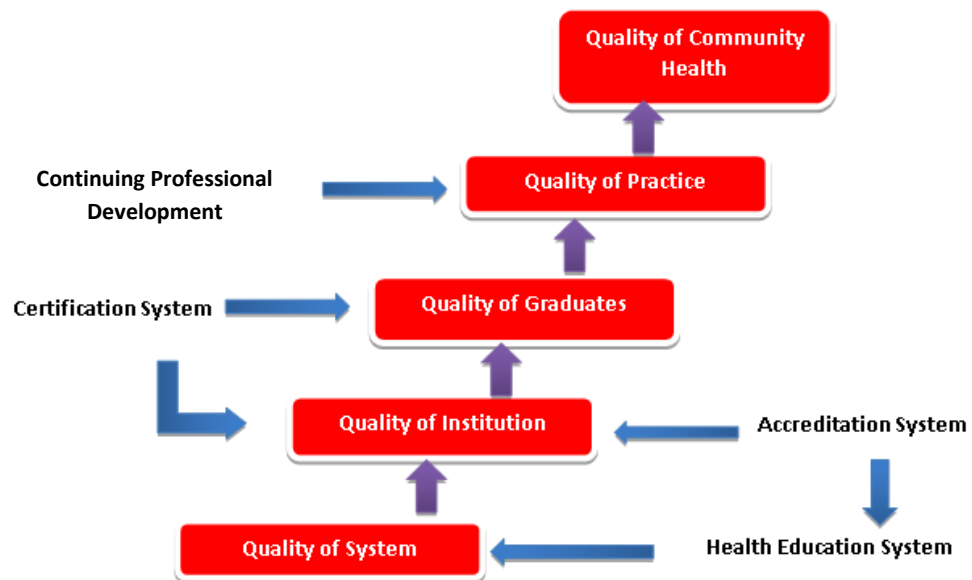 Quality of Community
Health
Continuing Professional
Development
Quality of Practice
Certification System
Quality of Graduates
Quality of Institution
Accreditation System
Quality of System
Health Education System